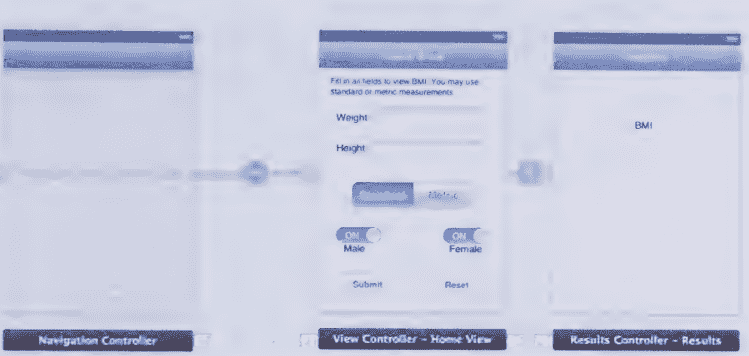 Fill in all fields to view BMI. You may use
standard or metric measurements
Weight
Height
Metric
ON
ON
Male
Female
Submit
Reset
BMI
Navigation Controller
View Controller - Home View
Results Controller - Results